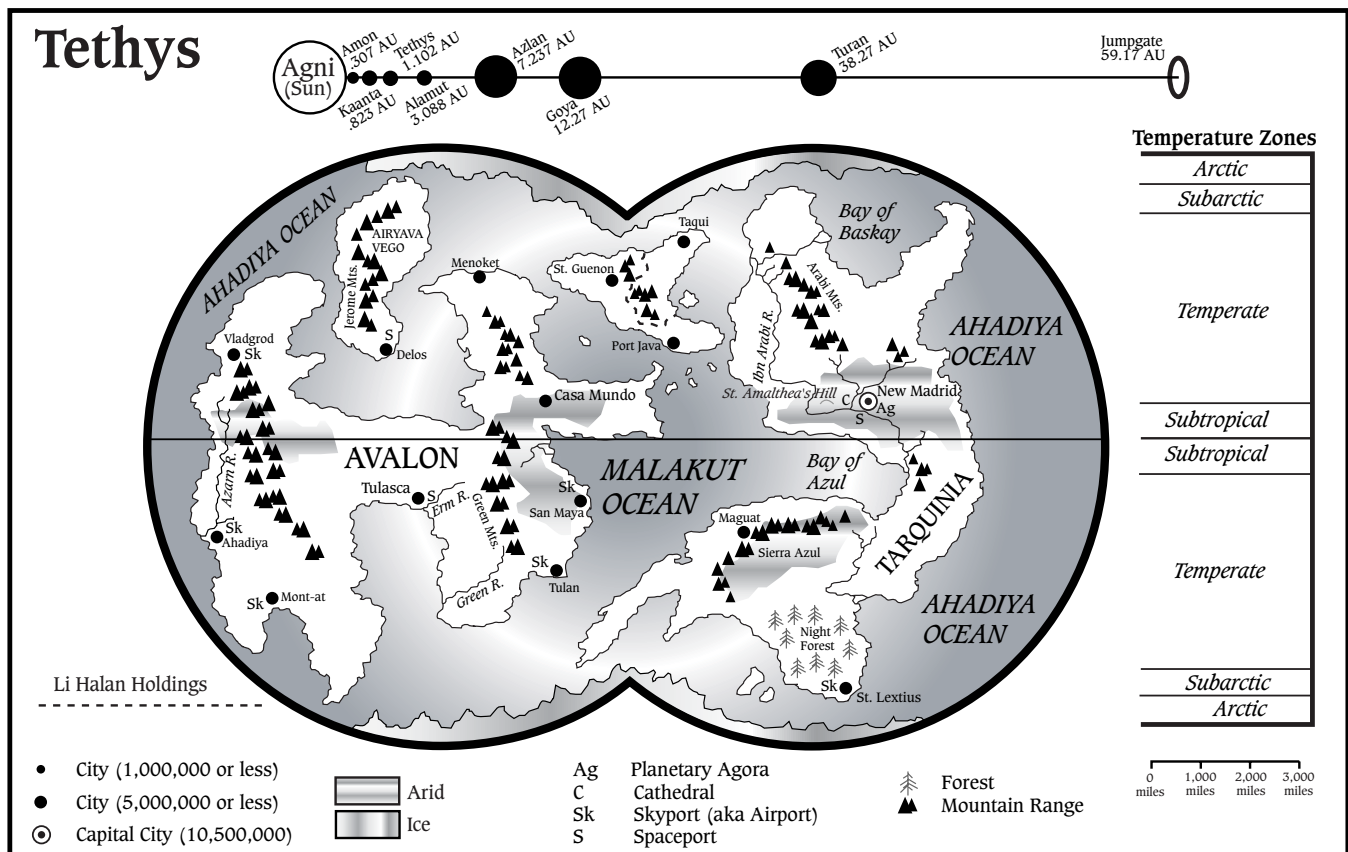 Tethys
Agni
(Sun)
Amon
.307 AU
Kaanta
.823 AU
Tethys
1.102 AU
Alamut
3.088 AU
Azlan
7.237 AU
Goya
12.27 AU
Turan
38.27 AU
Jumpgate
59.17 AU
Temperature Zones
Arctic
Subarctic
Temperate
Subtropical
Subtropical
Temperate
Subarctic
Arctic
AHADIYA OCEAN
AIRYAVA
VEGO
Jerome Mts.
S
Delos
Vladgrod
Sk
Menoket
St. Guenon
Taqui
Port Java
Bay of
Baskay
Arabi Mts.
Ibn Arabi R.
AHADIYA
OCEAN
Casa Mundo
St. Amalthea's Hill
C
New Madrid
Ag
S
AVALON
Azarn R.
Tulasca
S
Erm R.
Green Mts.
Sk
San Maya
MALAKUT
OCEAN
Bay of
Azul
TARQUINIA
Sk
Ahadiya
Maguat
Sierra Azul
Sk
Tulan
Green R.
Sk
Mont-at
Night
Forest
AHADIYA
OCEAN
Sk
St. Lextius
Li Halan Holdings
City (1,000,000 or less)
City (5,000,000 or less)
Capital City (10,500,000)
Arid
Ice
Ag Planetary Agora
C Cathedral
Sk Skyport (aka Airport)
S Spaceport
Forest
Mountain Range
0 1,000 2,000 3,000
miles miles miles miles